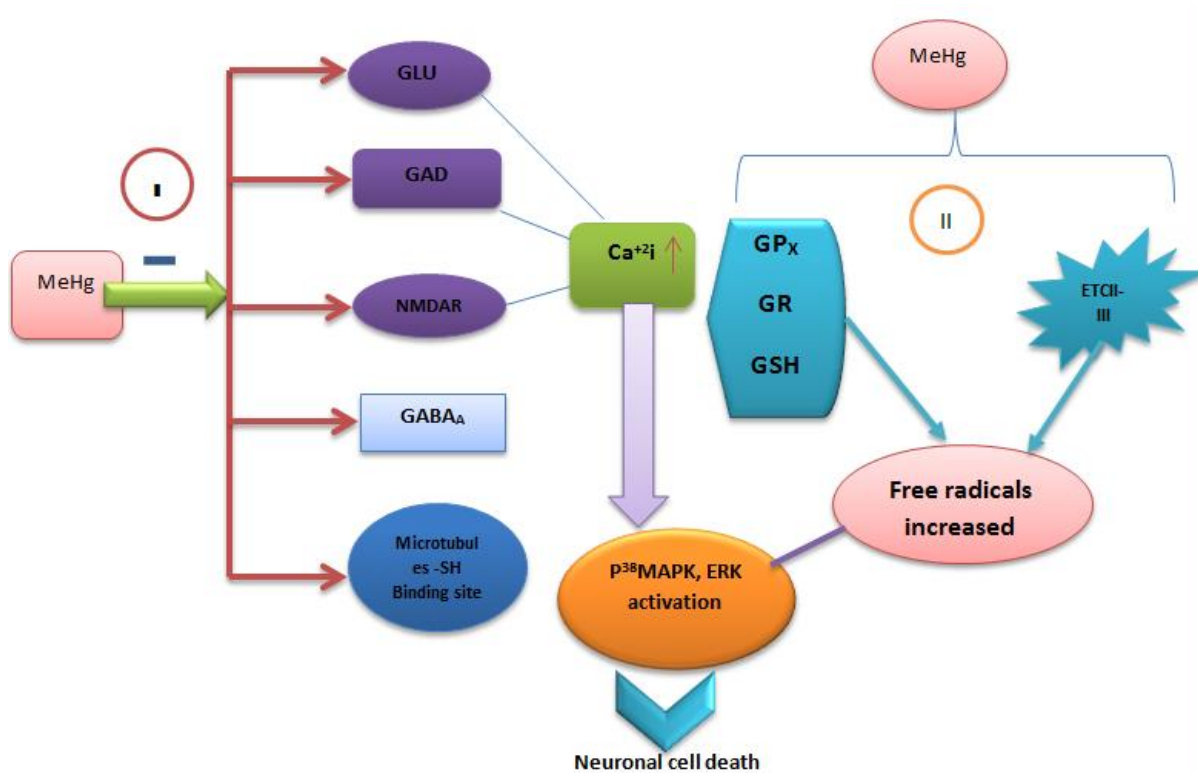 MeHg
I
GLU
GAD
NMDAR
GABAA
Microtubul
es -SH
Binding site
Ca+2i
MeHg
II
GPX
GR
GSH
ETCII-
III
Free radicals
increased
P38MAPK, ERK
activation
Neuronal cell death